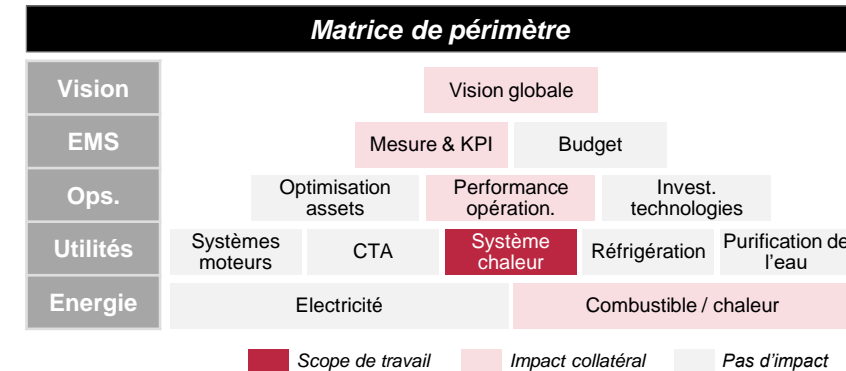 Matrice de périmètre
Vision
Vision globale
EMS
Mesure & KPI
Budget
Ops.
Optimisation
assets
Performance
opération.
Invest.
technologies
Utilités
Systèmes
moteurs
CTA
Système
chaleur
Réfrigération
Purification de
l'eau
Energie
Electricité
Combustible / chaleur
Scope de travail
Impact collatéral
Pas d'impact